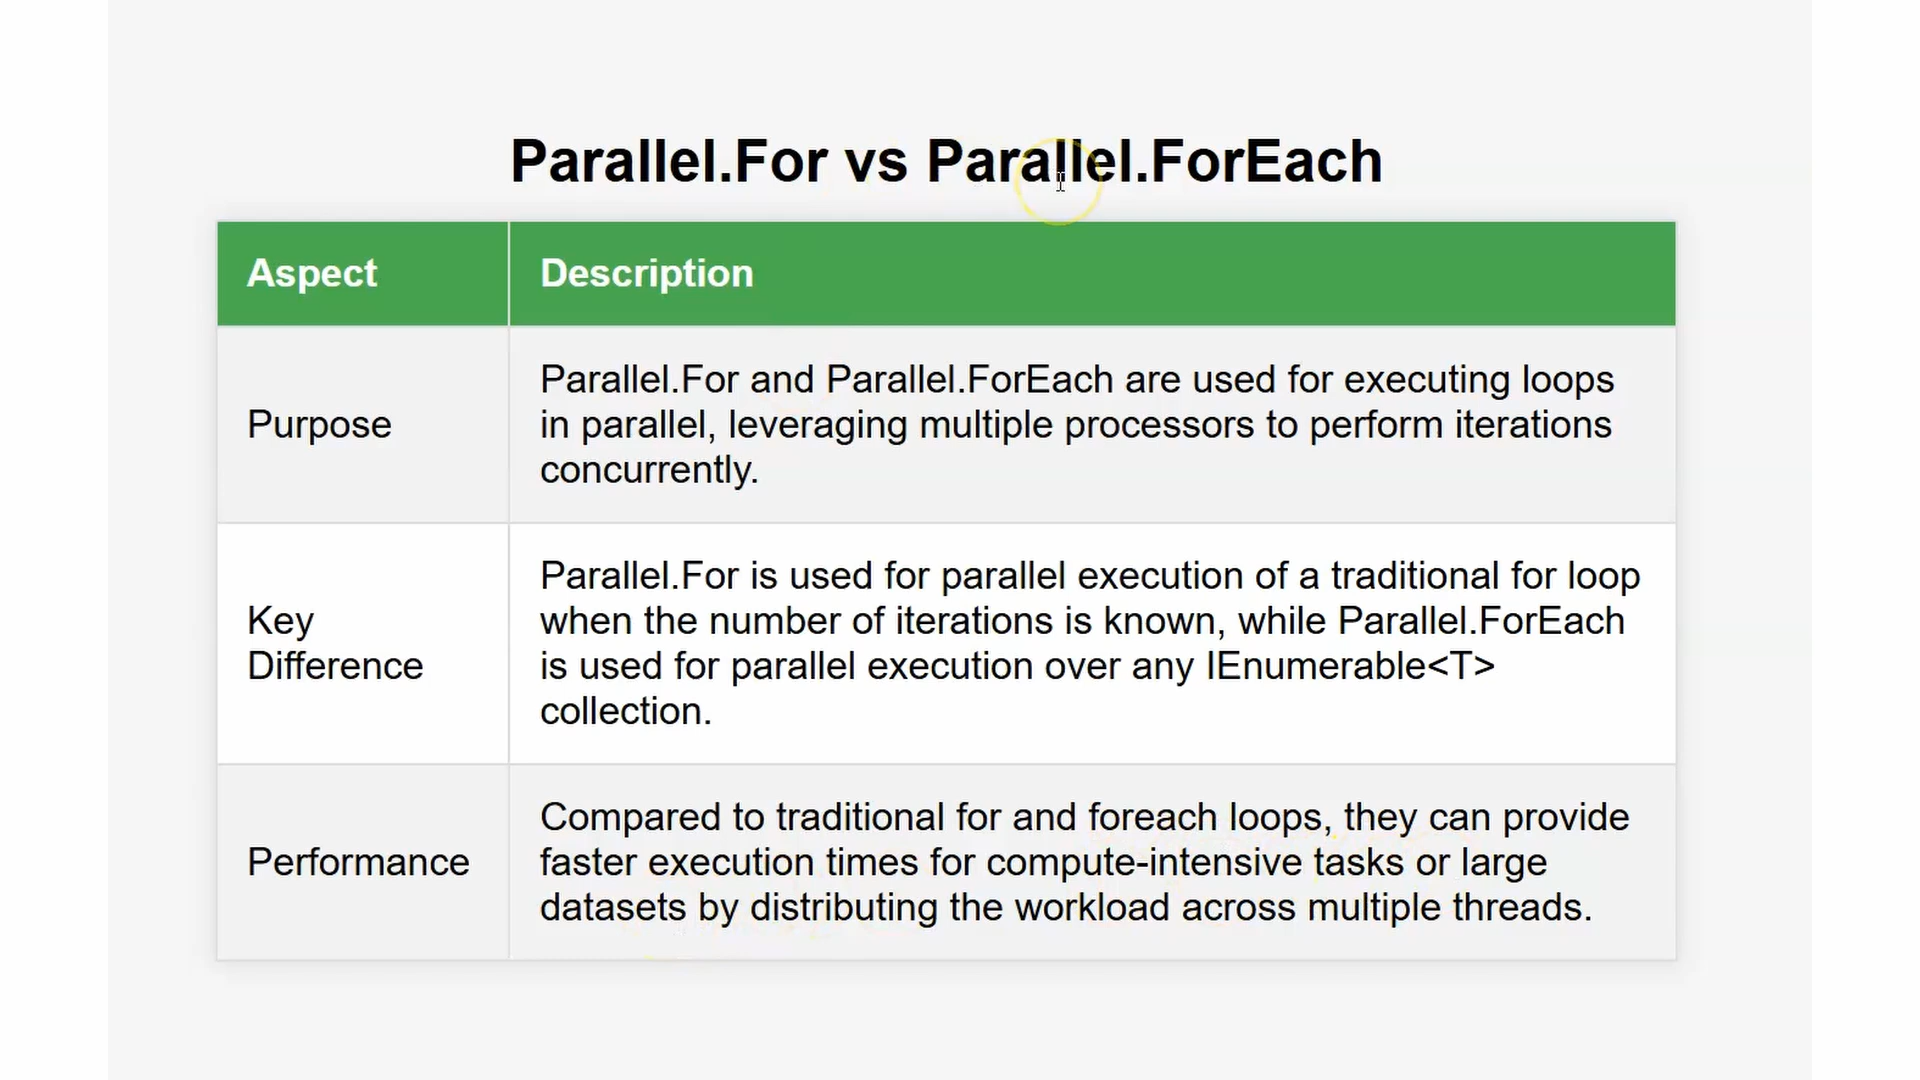 Parallel.For vs Parallel.ForEach
Aspect
Description
Purpose
Parallel.For and Parallel.ForEach are used for executing loops
in parallel, leveraging multiple processors to perform iterations
concurrently.
Key
Difference
Parallel.For is used for parallel execution of a traditional for loop
when the number of iterations is known, while Parallel.ForEach
is used for parallel execution over any IEnumerable<T>
collection.
Performance
Compared to traditional for and foreach loops, they can provide
faster execution times for compute-intensive tasks or large
datasets by distributing the workload across multiple threads.